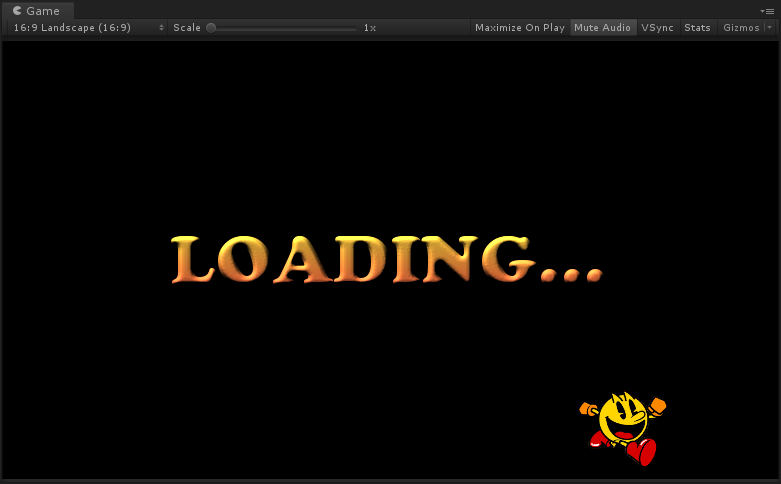 Game
16:9 Landscape (16:9) Scale 1x Maximize On Play Mute Audio VSync Stats Gizmos
LOADING...